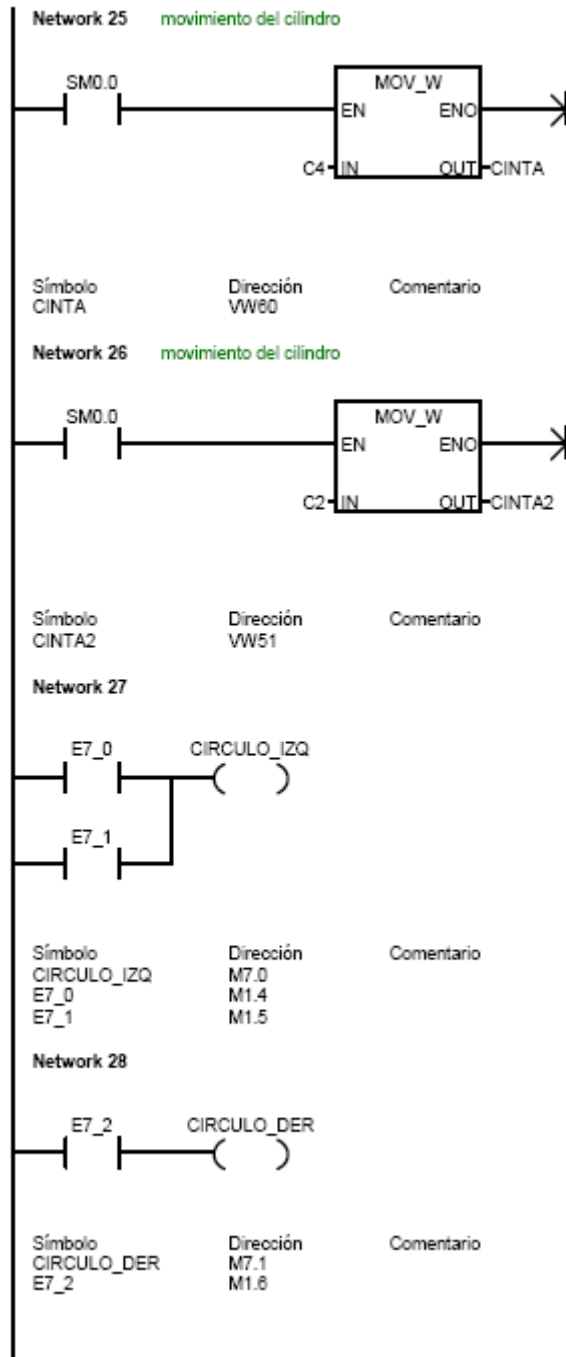 Network 25 movimiento del cilindro
SM0.0
MOV_W
EN ENO
C4 IN OUT CINTA
Símbolo Dirección Comentario
CINTA VW60
Network 26 movimiento del cilindro
SM0.0
MOV_W
EN ENO
C2 IN OUT CINTA2
Símbolo Dirección Comentario
CINTA2 VW51
Network 27
E7_0 CIRCULO_IZQ
E7_1
Símbolo Dirección Comentario
CIRCULO_IZQ M7.0
E7_0 M1.4
E7_1 M1.5
Network 28
E7_2 CIRCULO_DER
Símbolo Dirección Comentario
CIRCULO_DER M7.1
E7_2 M1.6